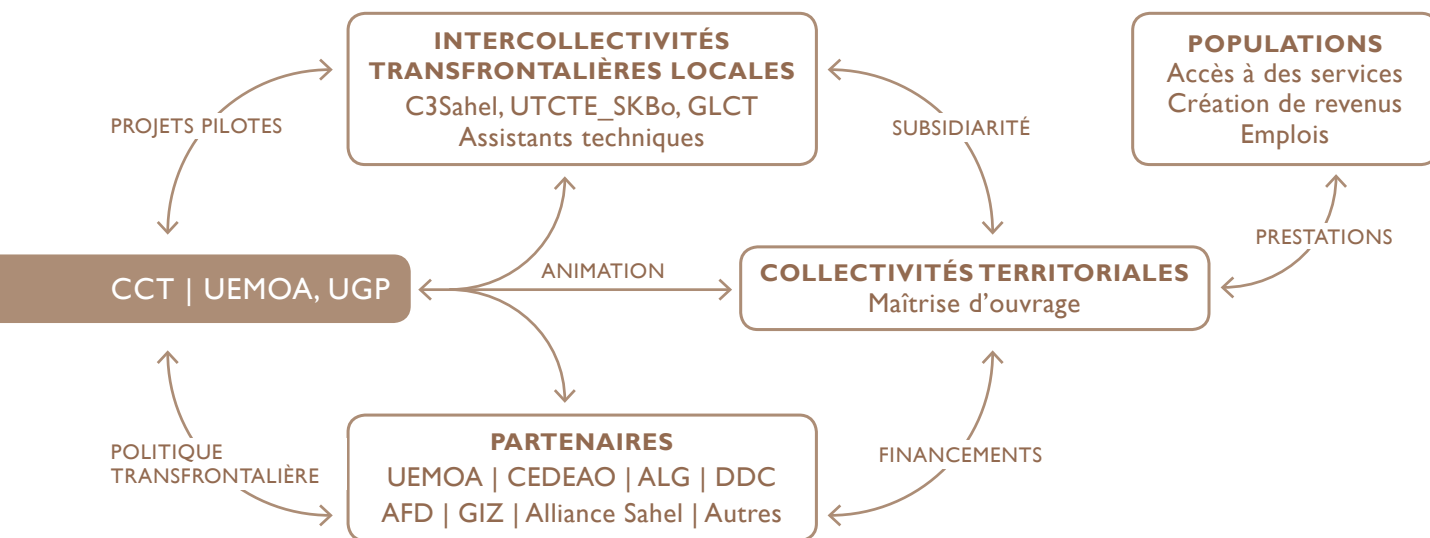 INTERCOLLECTIVITÉS
TRANSFRONTALIÈRES LOCALES
C3Sahel, UTCTE_SKBo, GLCT
Assistants techniques
POPULATIONS
Accès à des services
Création de revenus
Emplois
PROJETS PILOTES
SUBSIDIARITÉ
PRESTATIONS
CCT | UEMOA, UGP
ANIMATION
COLLECTIVITÉS TERRITORIALES
Maîtrise d’ouvrage
POLITIQUE
TRANSFRONTALIÈRE
PARTENAIRES
UEMOA | CEDEAO | ALG | DDC
AFD | GIZ | Alliance Sahel | Autres
FINANCEMENTS